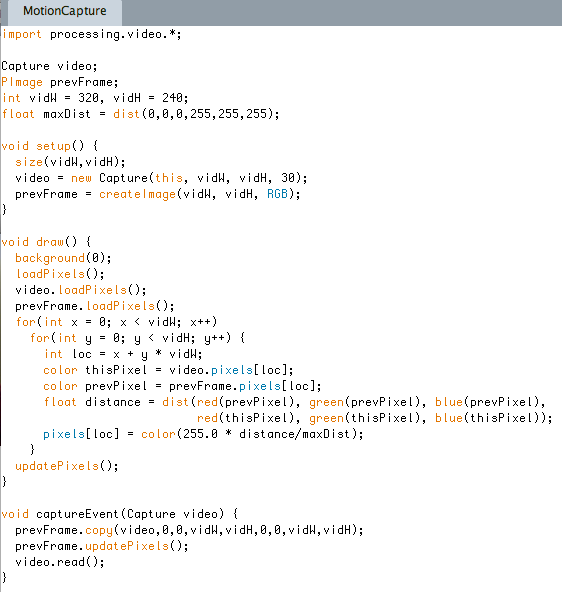 MotionCapture
import processing.video.*;
Capture video;
PImage prevFrame;
int vidW = 320, vidH = 240;
float maxDist = dist(0,0,0,255,255,255);
void setup() {
  size(vidW,vidH);
  video = new Capture(this, vidW, vidH, 30);
  prevFrame = createImage(vidW, vidH, RGB);
}
void draw() {
  background(0);
  loadPixels();
  video.loadPixels();
  prevFrame.loadPixels();
  for(int x = 0; x < vidW; x++)
    for(int y = 0; y < vidH; y++) {
      int loc = x + y * vidW;
      color thisPixel = video.pixels[loc];
      color prevPixel = prevFrame.pixels[loc];
      float distance = dist(red(prevPixel), green(prevPixel), blue(prevPixel),
                            red(thisPixel), green(thisPixel), blue(thisPixel));
      pixels[loc] = color(255.0 * distance/maxDist);
    }
  updatePixels();
}
void captureEvent(Capture video) {
  prevFrame.copy(video,0,0,vidW,vidH,0,0,vidW,vidH);
  prevFrame.updatePixels();
  video.read();
}